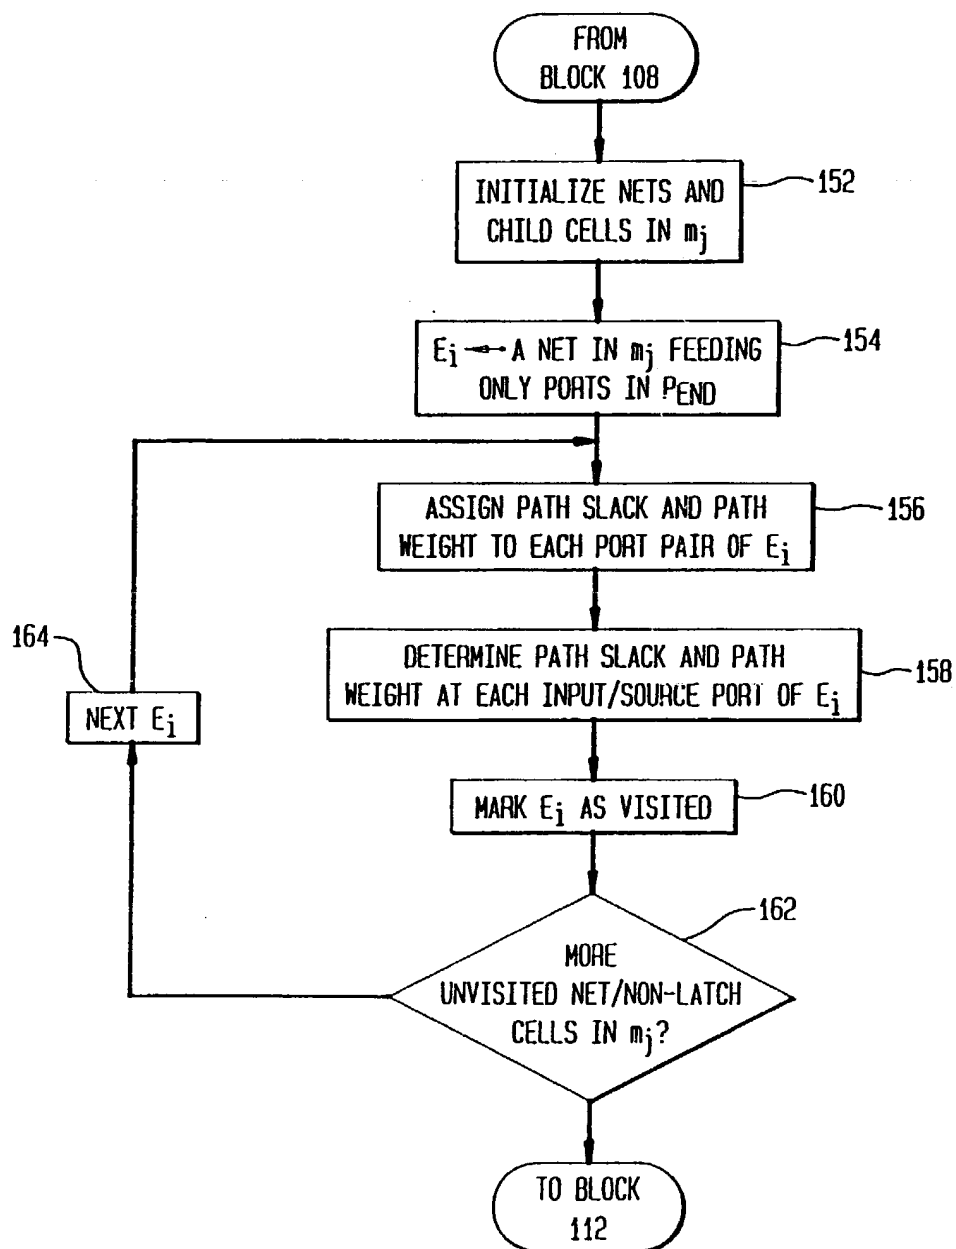 FROM
BLOCK 108
INITIALIZE NETS AND
CHILD CELLS IN mj
152
Ei ← A NET IN mj FEEDING
ONLY PORTS IN PEND
154
ASSIGN PATH SLACK AND PATH
WEIGHT TO EACH PORT PAIR OF Ei
156
DETERMINE PATH SLACK AND PATH
WEIGHT AT EACH INPUT/SOURCE PORT OF Ei
158
164
NEXT Ei
MARK Ei AS VISITED
160
162
MORE
UNVISITED NET/NON-LATCH
CELLS IN mj?
TO BLOCK
112